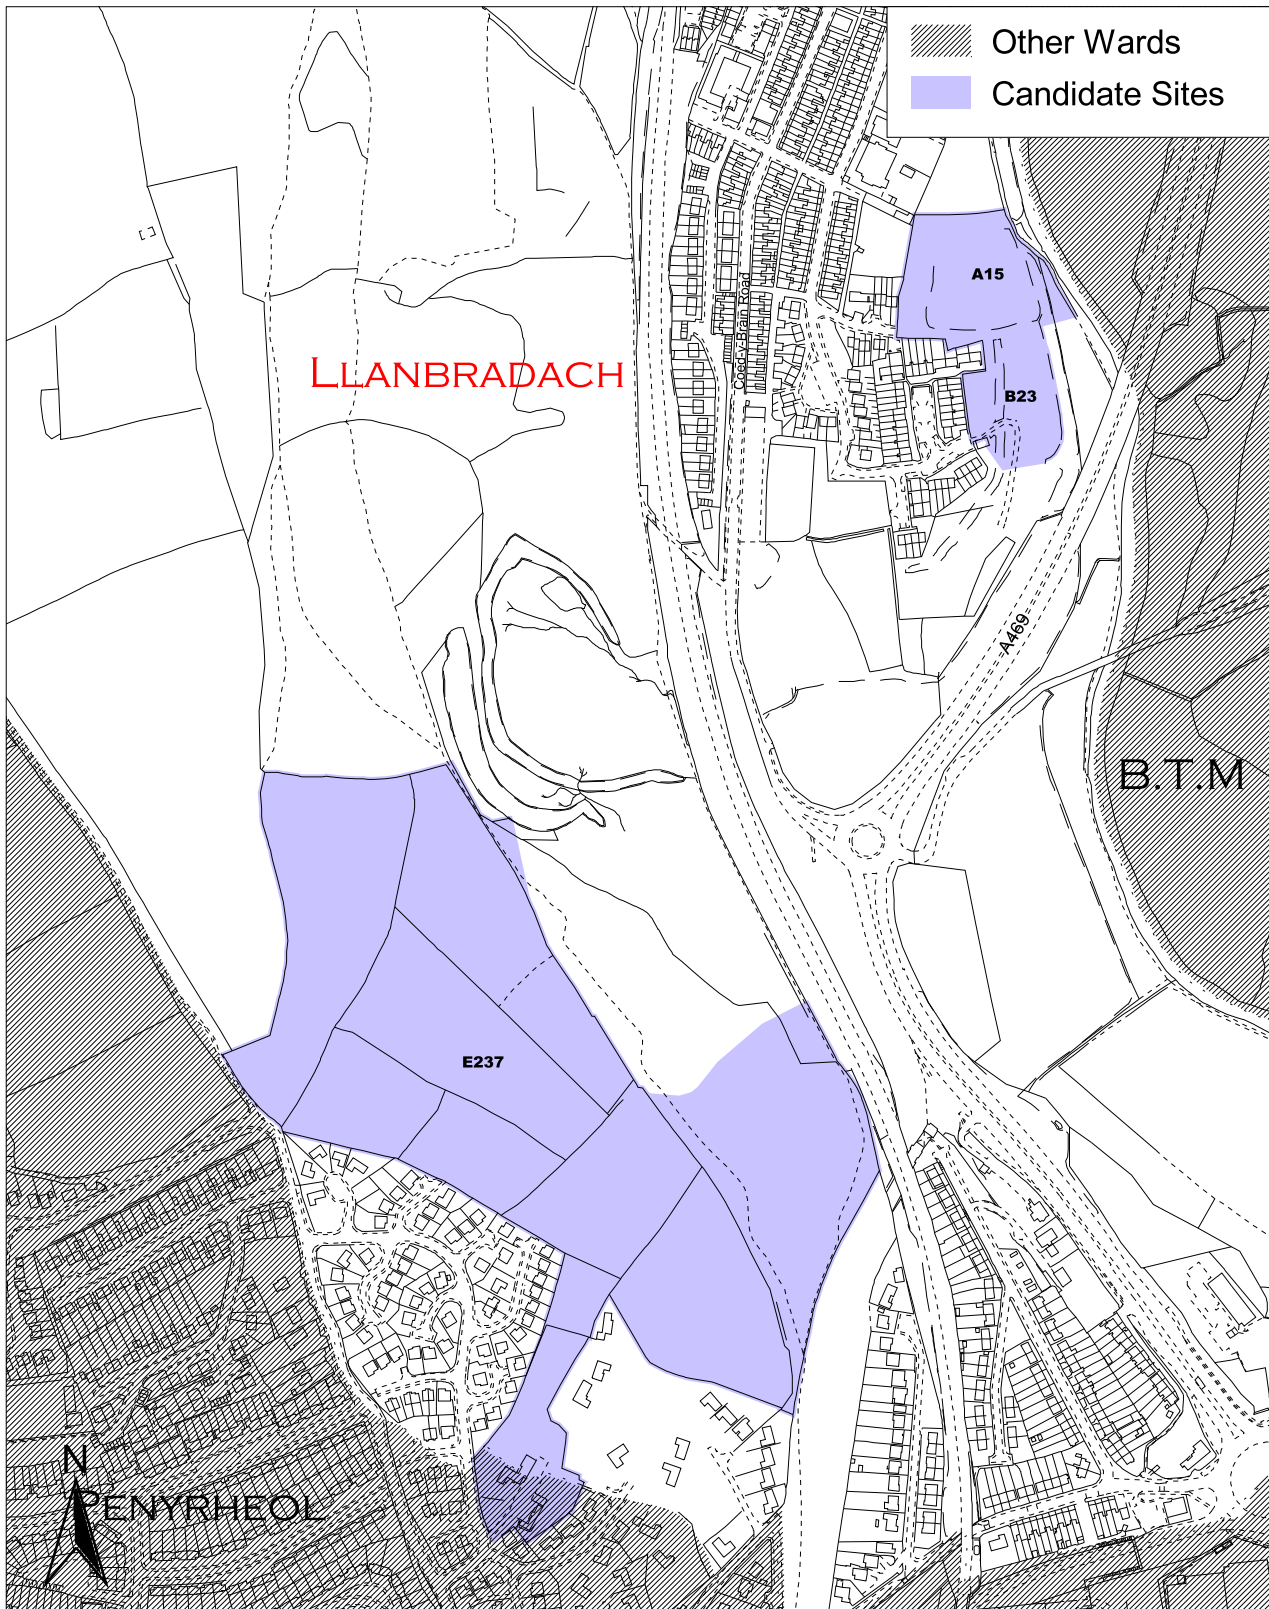 Other Wards
Candidate Sites
A15
Coed-y-Brain Road
LLANBRADACH
B23
A469
B.T.M
E237
N
PENYRHEOL